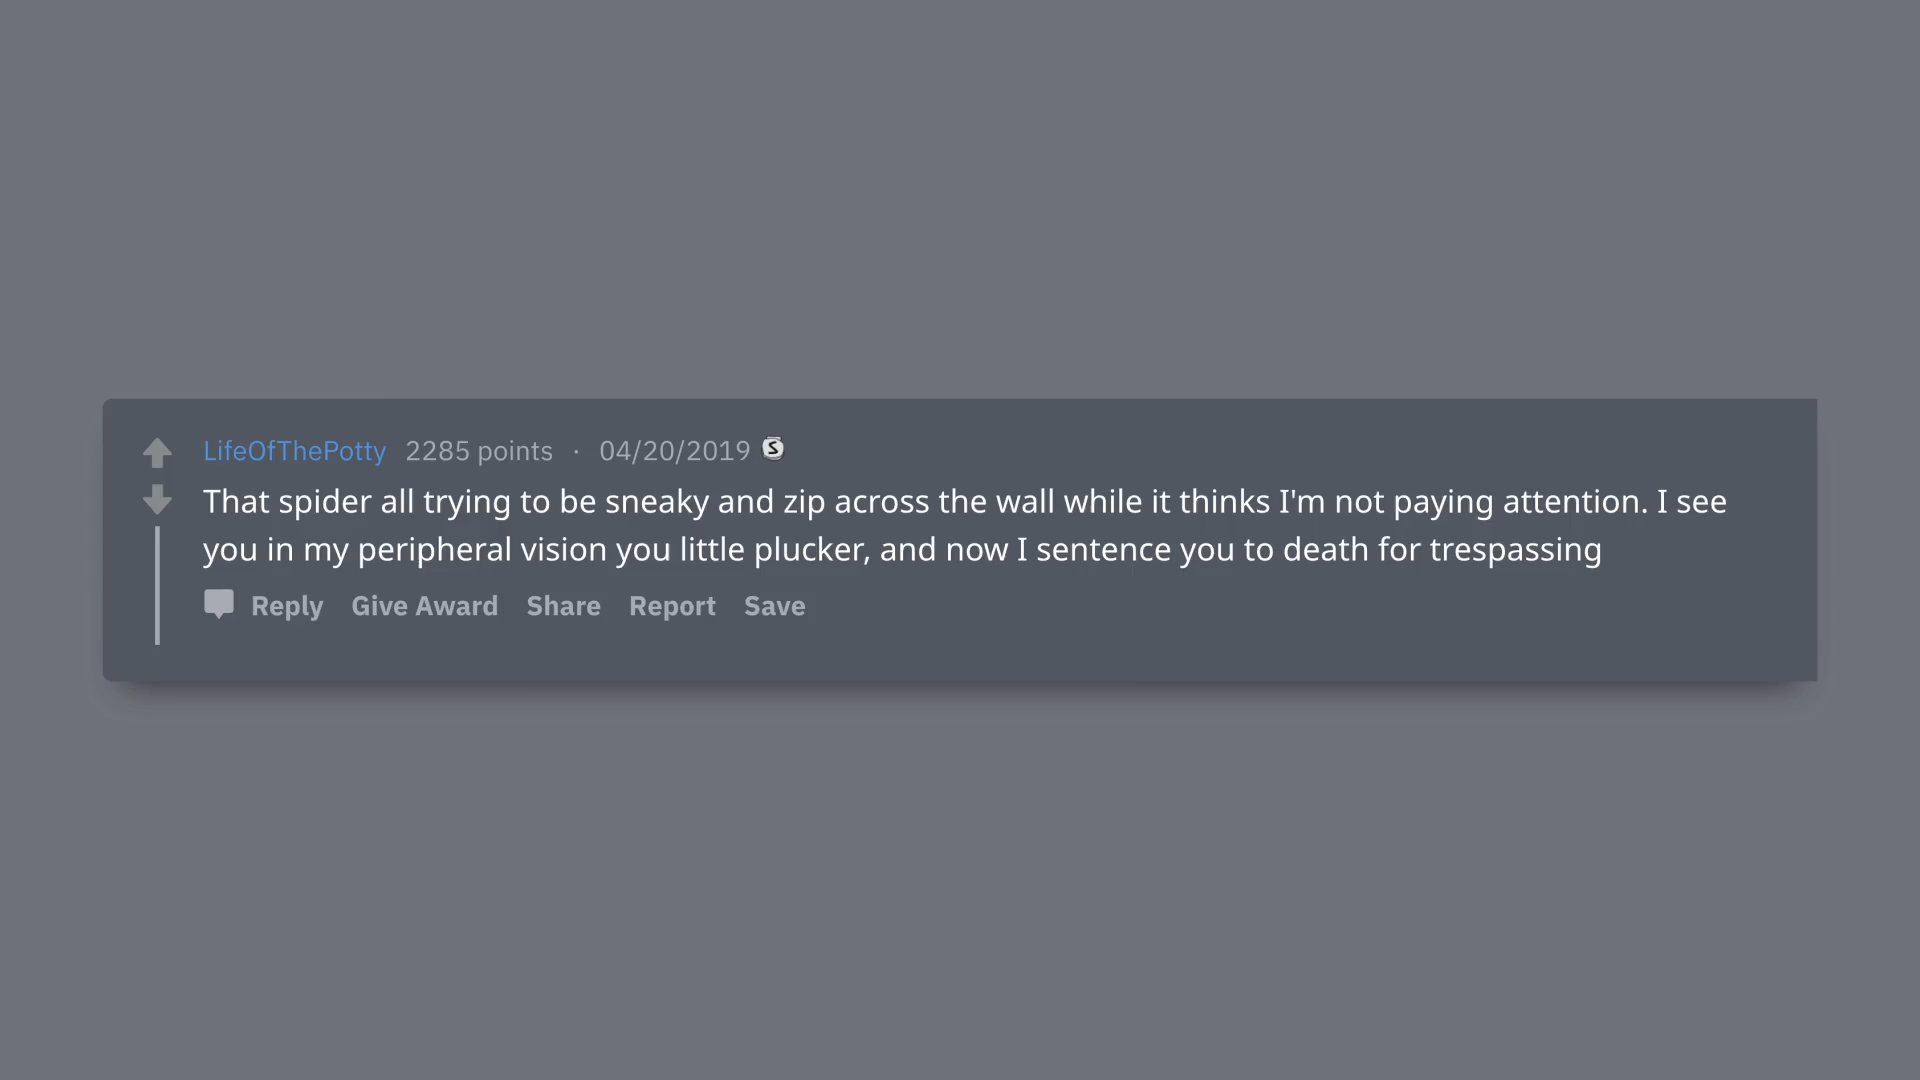 LifeOfThePotty 2285 points · 04/20/2019 S
That spider all trying to be sneaky and zip across the wall while it thinks I'm not paying attention. I see
you in my peripheral vision you little plucker, and now I sentence you to death for trespassing
Reply Give Award Share Report Save